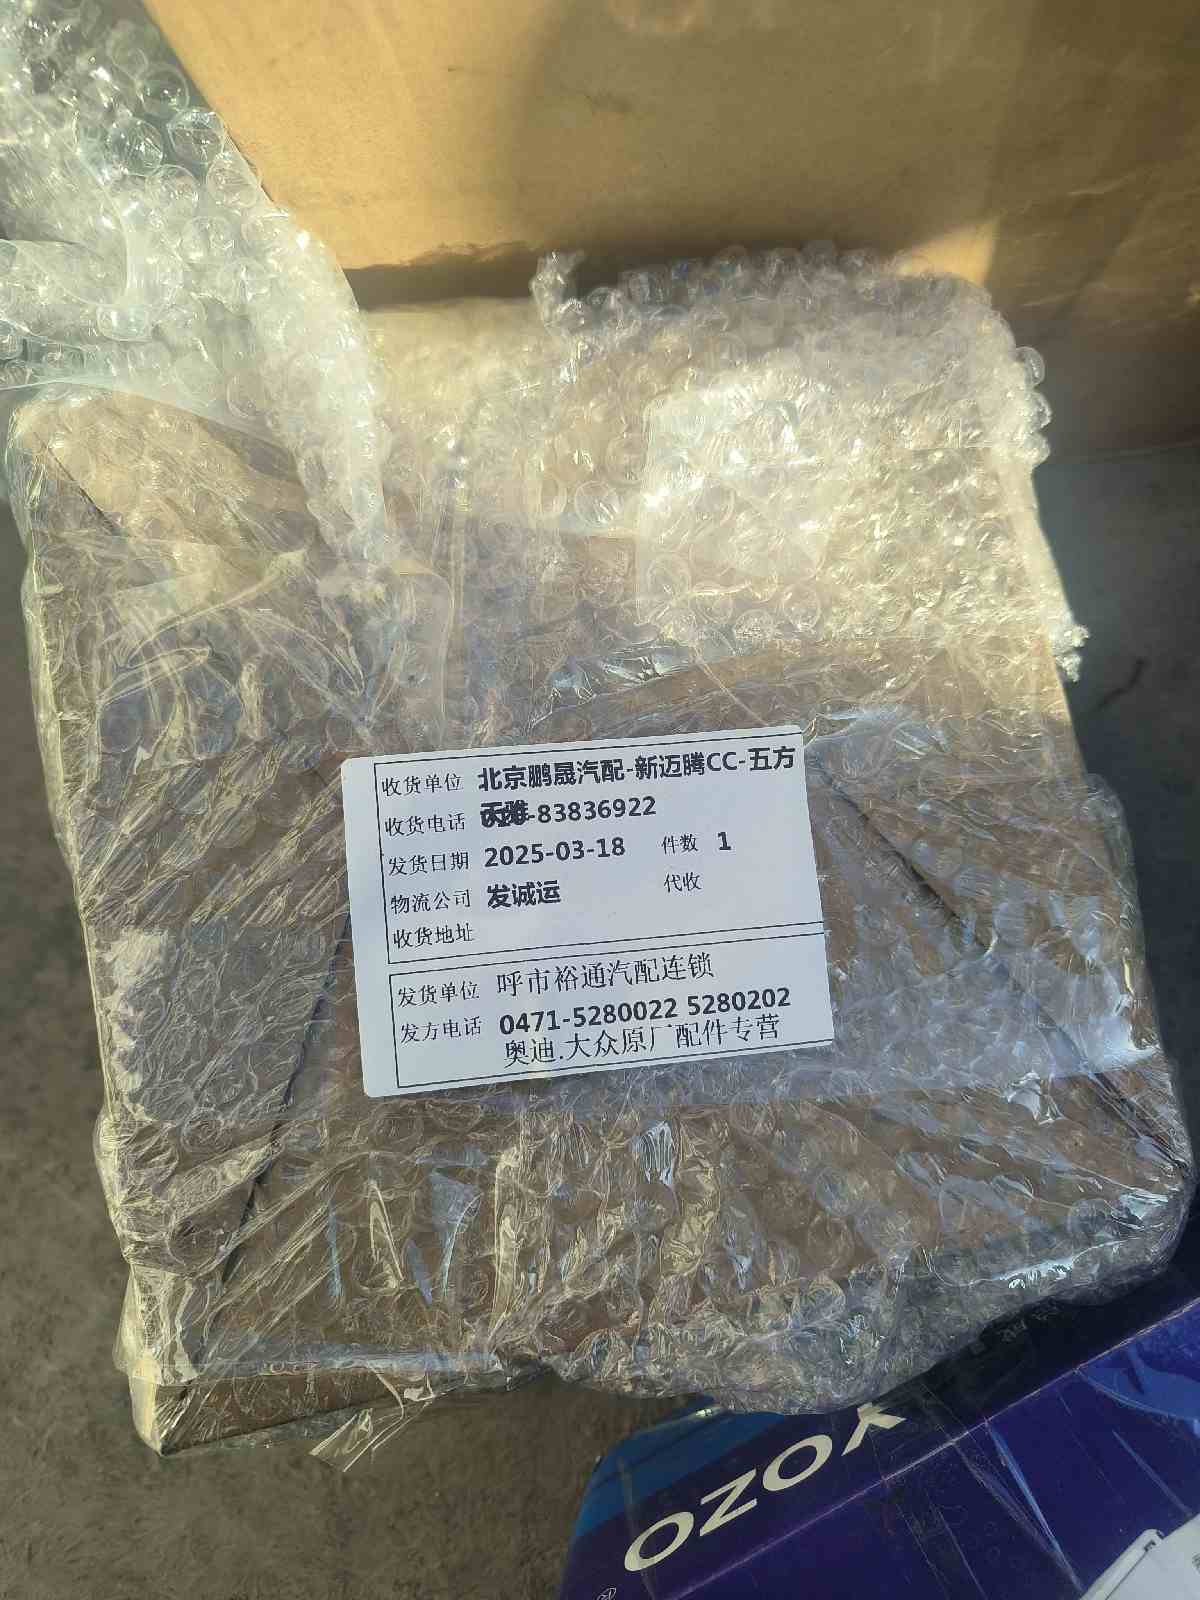 收货单位 北京鹏晟汽配-新迈腾CC-五方
收货电话 -83836922
发货日期 2025-03-18 件数 1
物流公司 发诚运 代收
收货地址
发货单位 呼市裕通汽配连锁
发方电话 0471-5280022 5280202
奥迪.大众原厂配件专营
OZOK